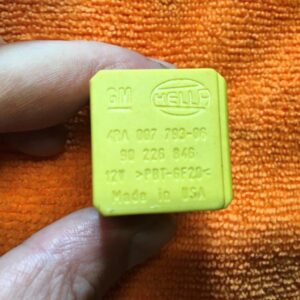 GM HELLA
4RA 007 793-06
90 226 846
12V >PBT-GF20<
Made in USA